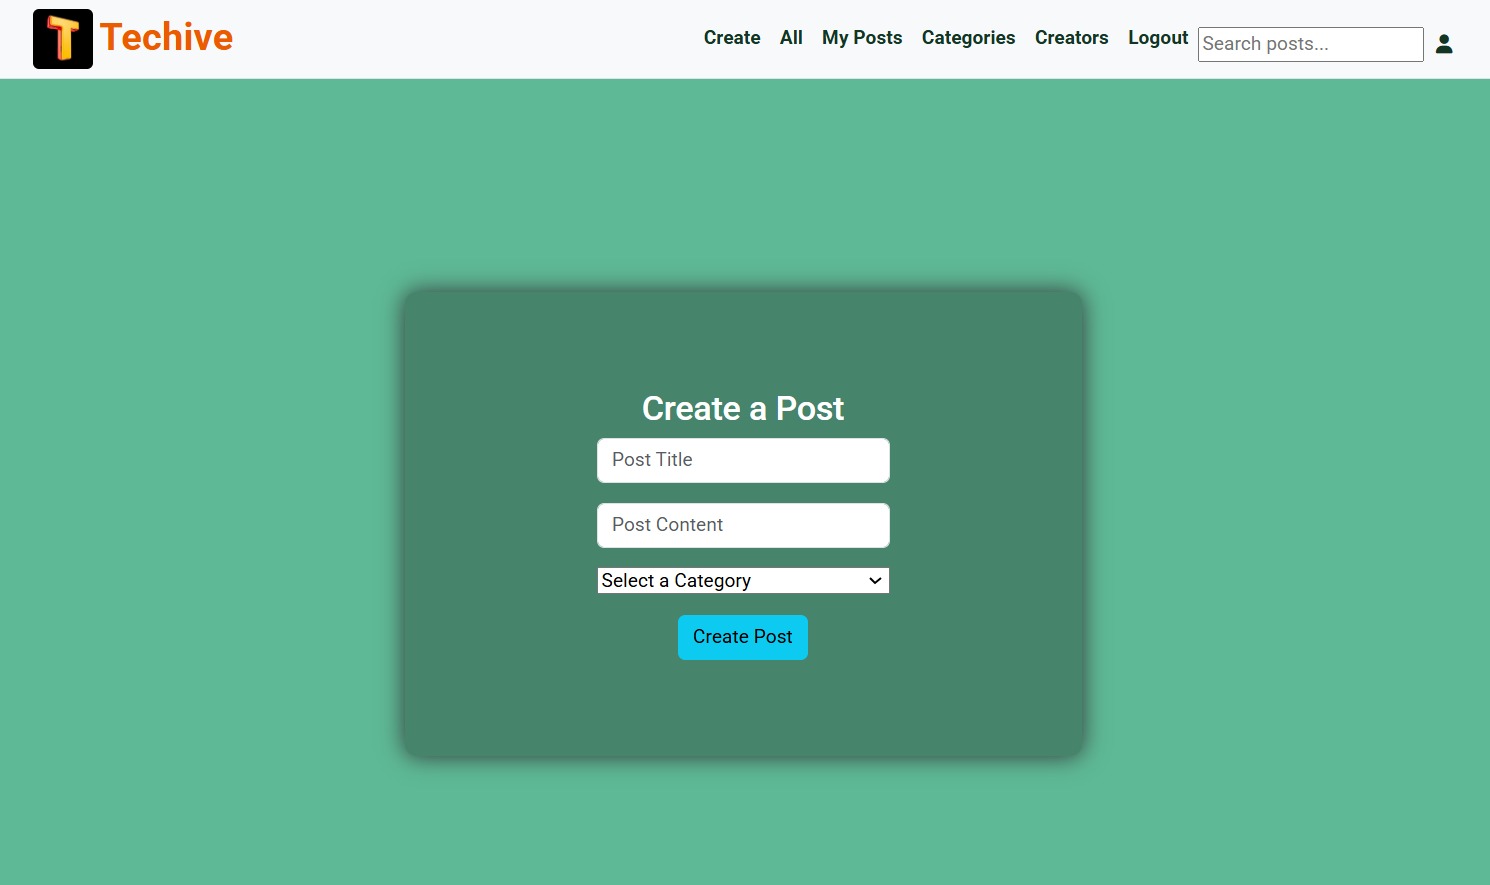 T Techive
Create All My Posts Categories Creators Logout Search posts...
Create a Post
Post Title
Post Content
Select a Category
Create Post